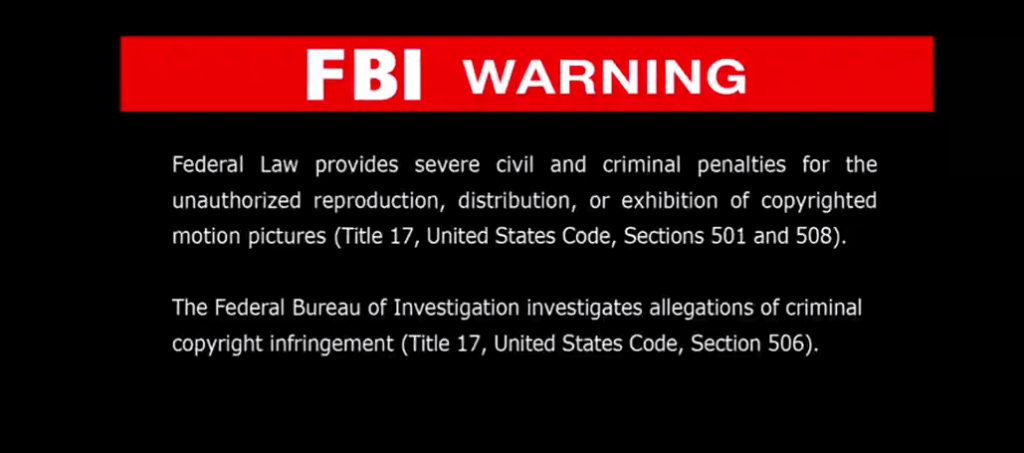 FBI WARNING
Federal Law provides severe civil and criminal penalties for the
unauthorized reproduction, distribution, or exhibition of copyrighted
motion pictures (Title 17, United States Code, Sections 501 and 508).
The Federal Bureau of Investigation investigates allegations of criminal
copyright infringement (Title 17, United States Code, Section 506).